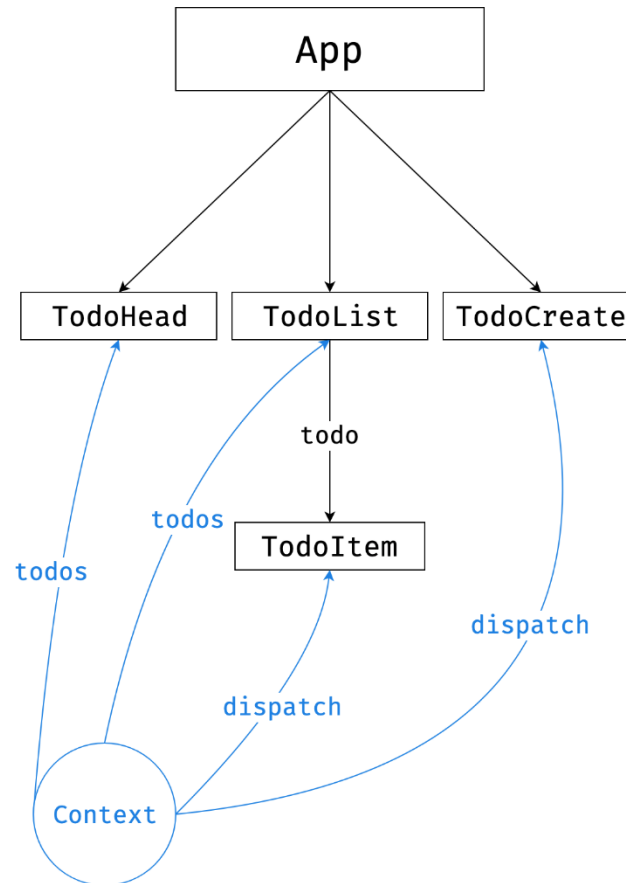 App
TodoHead
TodoList
TodoCreate
todo
todos
TodoItem
todos
dispatch
dispatch
Context